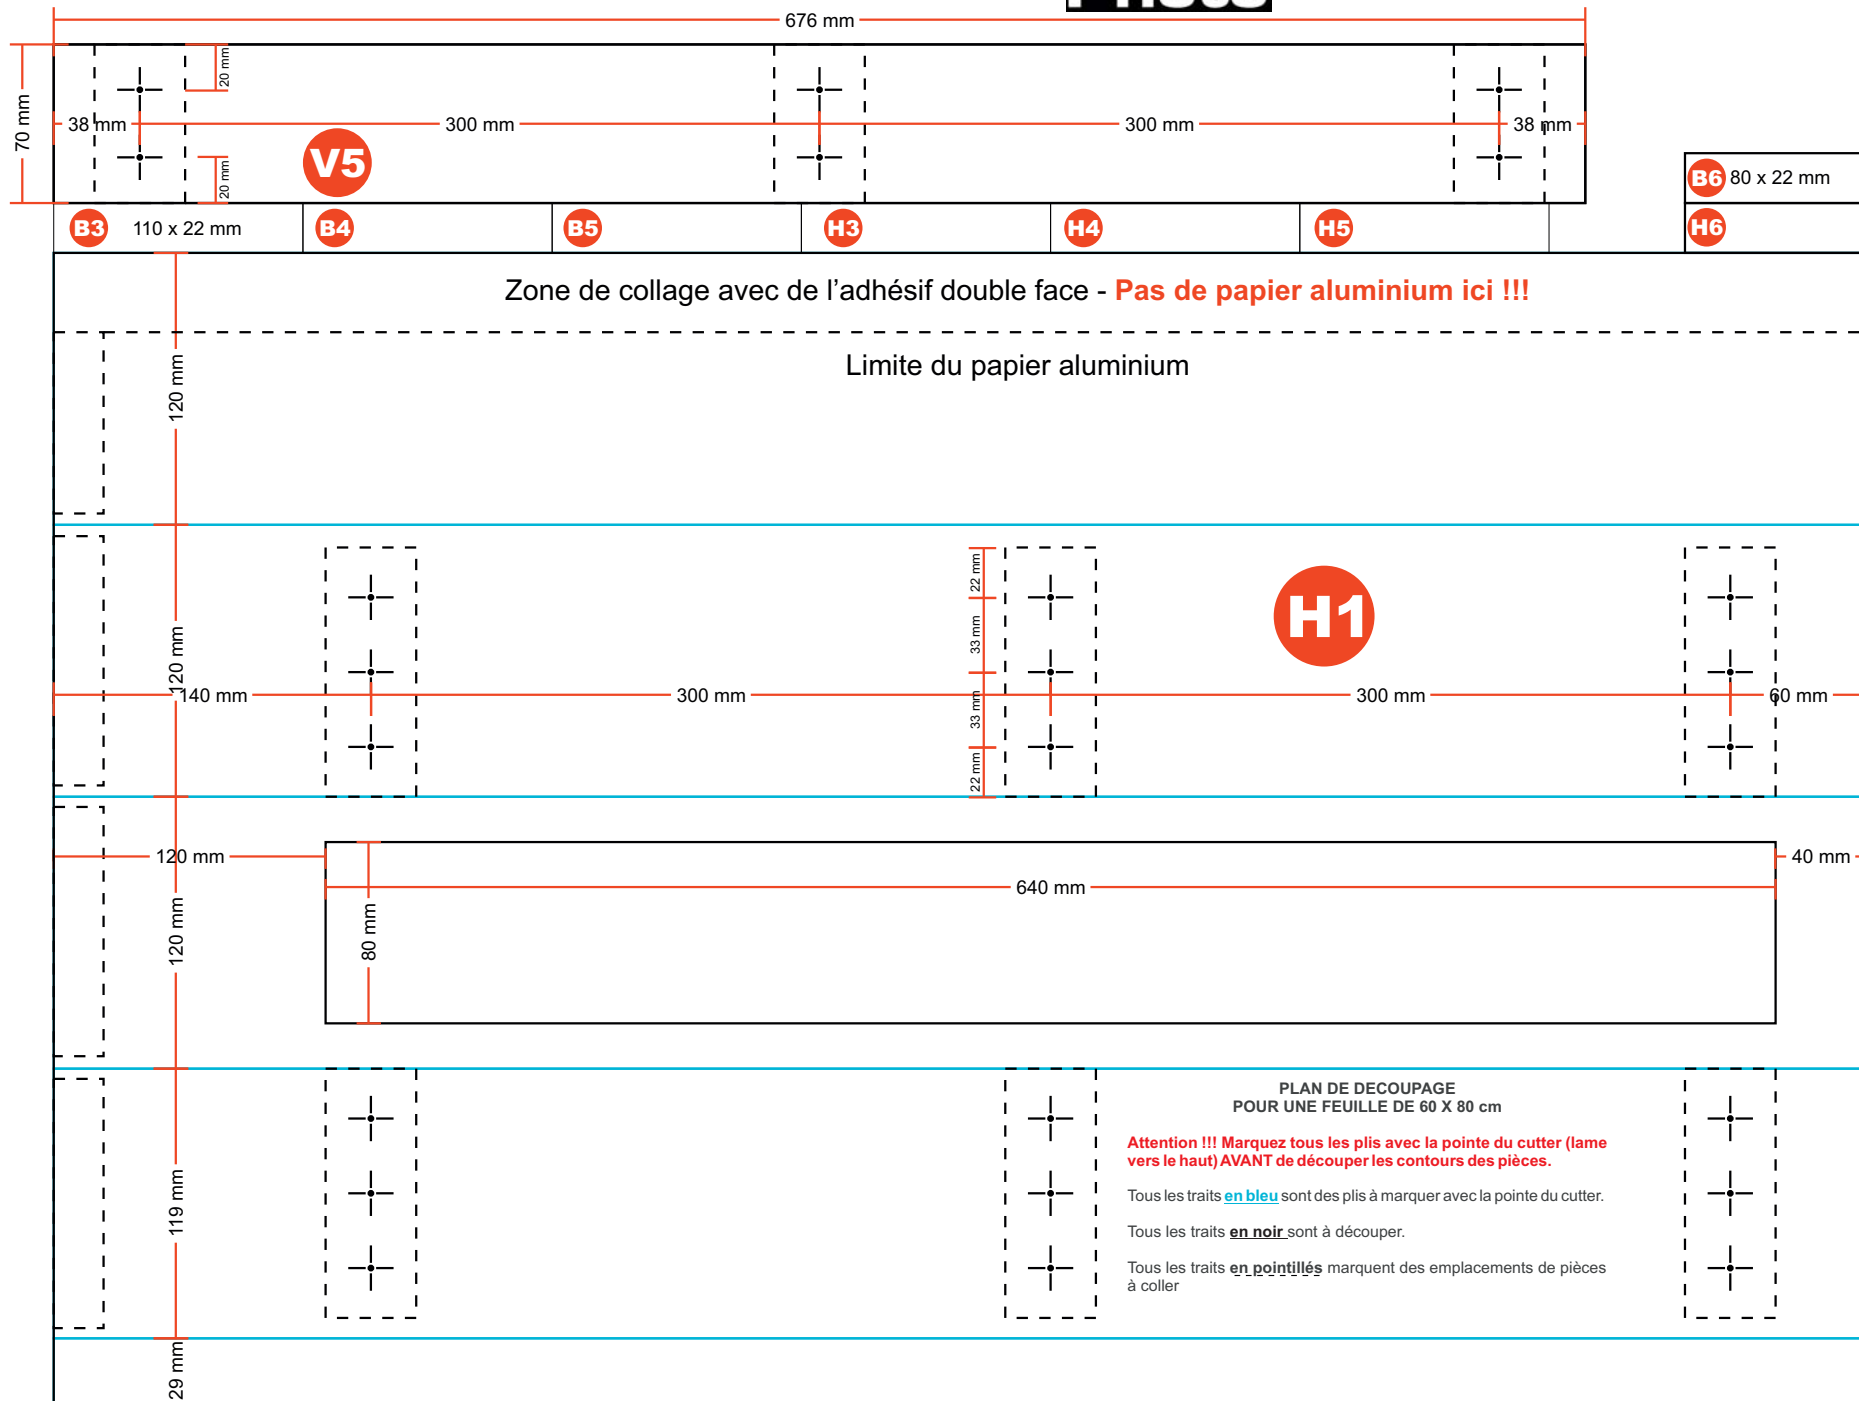 676 mm
20 mm
70 mm
38 mm
300 mm
300 mm
38 mm
20 mm
V5
B6 80 x 22 mm
B3 110 x 22 mm
B4
B5
H3
H4
H5
H6
Zone de collage avec de l’adhésif double face - Pas de papier aluminium ici !!!
Limite du papier aluminium
120 mm
22 mm
33 mm
H1
120 mm
140 mm
300 mm
33 mm
300 mm
60 mm
22 mm
120 mm
40 mm
640 mm
120 mm
80 mm
PLAN DE DECOUPAGE
POUR UNE FEUILLE DE 60 X 80 cm
Attention !!! Marquez tous les plis avec la pointe du cutter (lame
vers le haut) AVANT de découper les contours des pièces.
Tous les traits en bleu sont des plis à marquer avec la pointe du cutter.
Tous les traits en noir sont à découper.
Tous les traits en pointillés marquent des emplacements de pièces
à coller
119 mm
29 mm